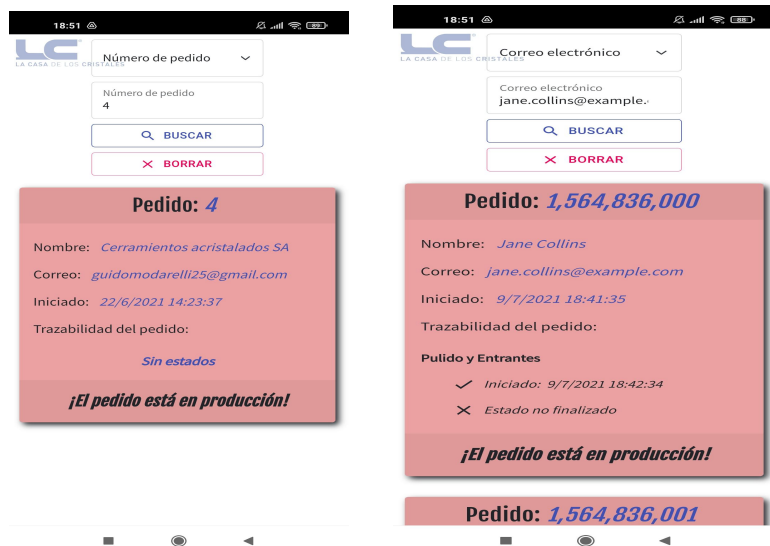 18:51
89
LC
LA CASA DE LOS CRISTALES
Número de pedido
Número de pedido
4
BUSCAR
BORRAR
Pedido: 4
Nombre: Cerramientos acristalados SA
Correo: guidomodarelli25@gmail.com
Iniciado: 22/6/2021 14:23:37
Trazabilidad del pedido:
Sin estados
¡El pedido está en producción!
18:51
88
LC
LA CASA DE LOS CRISTALES
Correo electrónico
Correo electrónico
jane.collins@example.
BUSCAR
BORRAR
Pedido: 1,564,836,000
Nombre: Jane Collins
Correo: jane.collins@example.com
Iniciado: 9/7/2021 18:41:35
Trazabilidad del pedido:
Pulido y Entrantes
Iniciado: 9/7/2021 18:42:34
Estado no finalizado
¡El pedido está en producción!
Pedido: 1,564,836,001